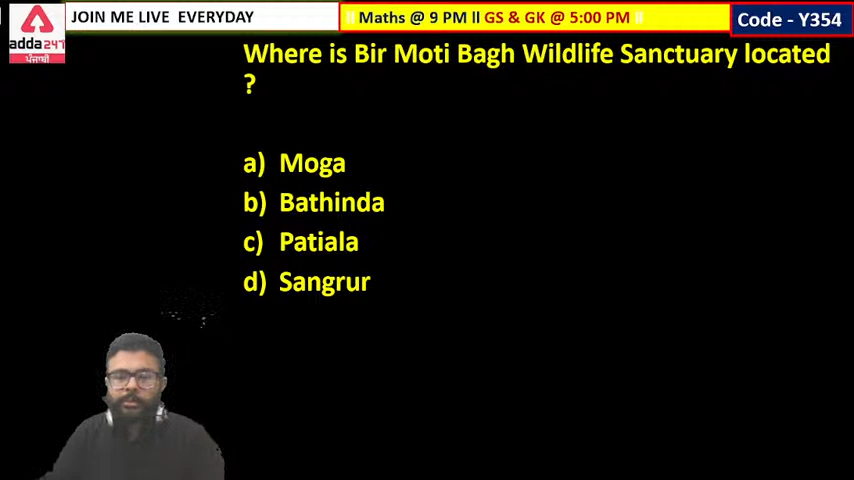 JOIN ME LIVE EVERYDAY
॥ Maths @ 9 PM ll GS & GK @ 5:00 PM ॥
Code - Y354
adda247
ਪੰਜਾਬੀ
Where is Bir Moti Bagh Wildlife Sanctuary located
?
a) Moga
b) Bathinda
c) Patiala
d) Sangrur